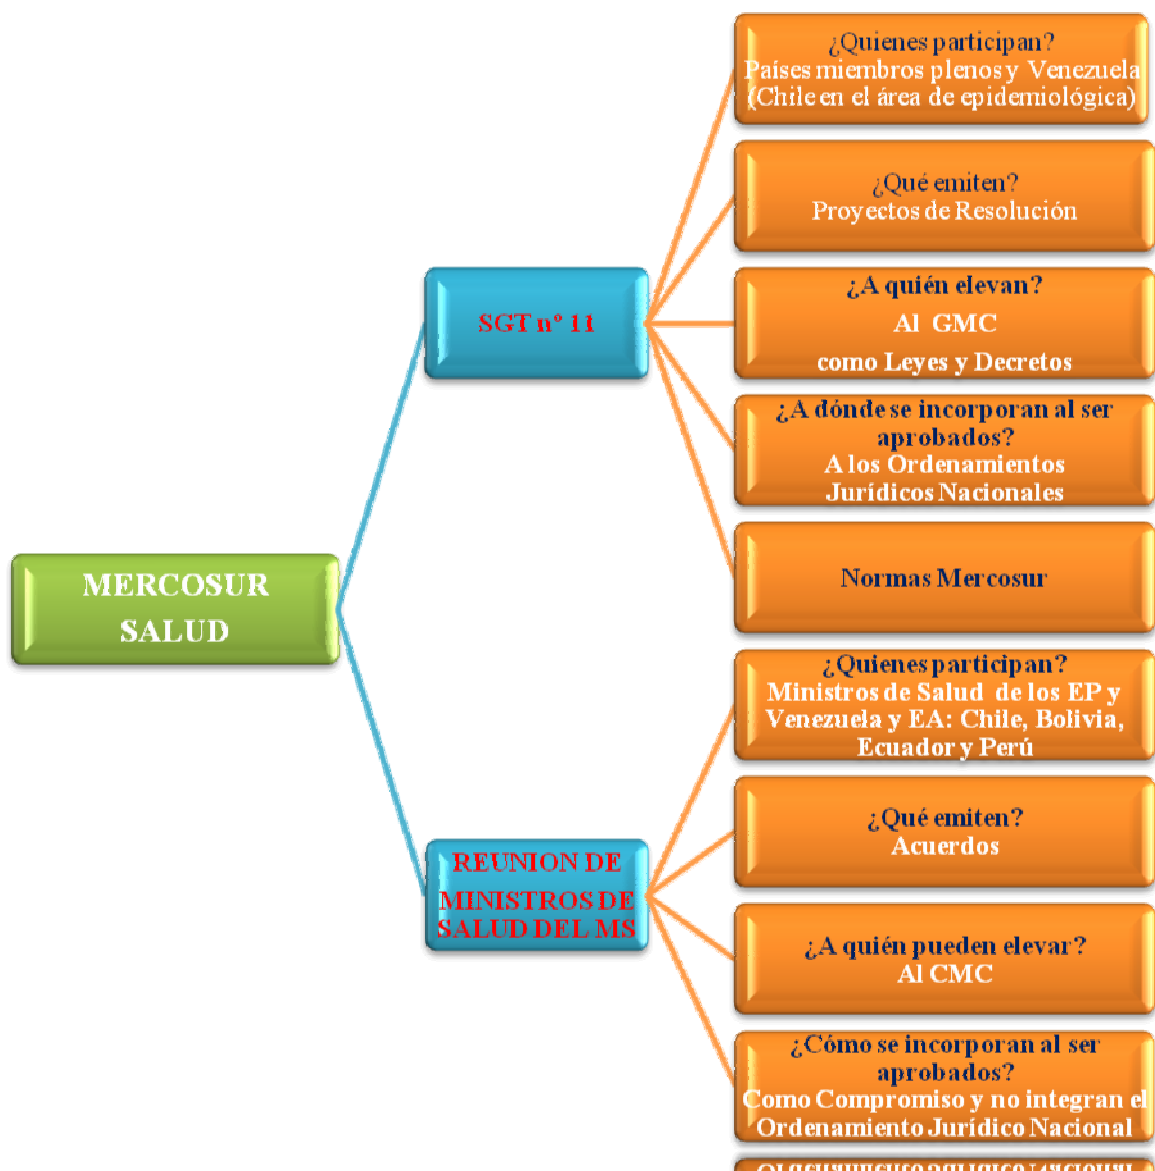 MERCOSUR
SALUD
SGT nº 11
¿Quienes participan?
Países miembros plenos y Venezuela
(Chile en el área de epidemiológica)
¿Qué emiten?
Proyectos de Resolución
¿A quién elevan?
Al GMC
como Leyes y Decretos
¿A dónde se incorporan al ser
aprobados?
A los Ordenamientos
Jurídicos Nacionales
Normas Mercosur
REUNION DE
MINISTROS DE
SALUD DEL MS
¿Quienes participan?
Ministros de Salud de los EP y
Venezuela y EA: Chile, Bolivia,
Ecuador y Perú
¿Qué emiten?
Acuerdos
¿A quién pueden elevar?
Al CMC
¿Cómo se incorporan al ser
aprobados?
Como Compromiso y no integran el
Ordenamiento Jurídico Nacional